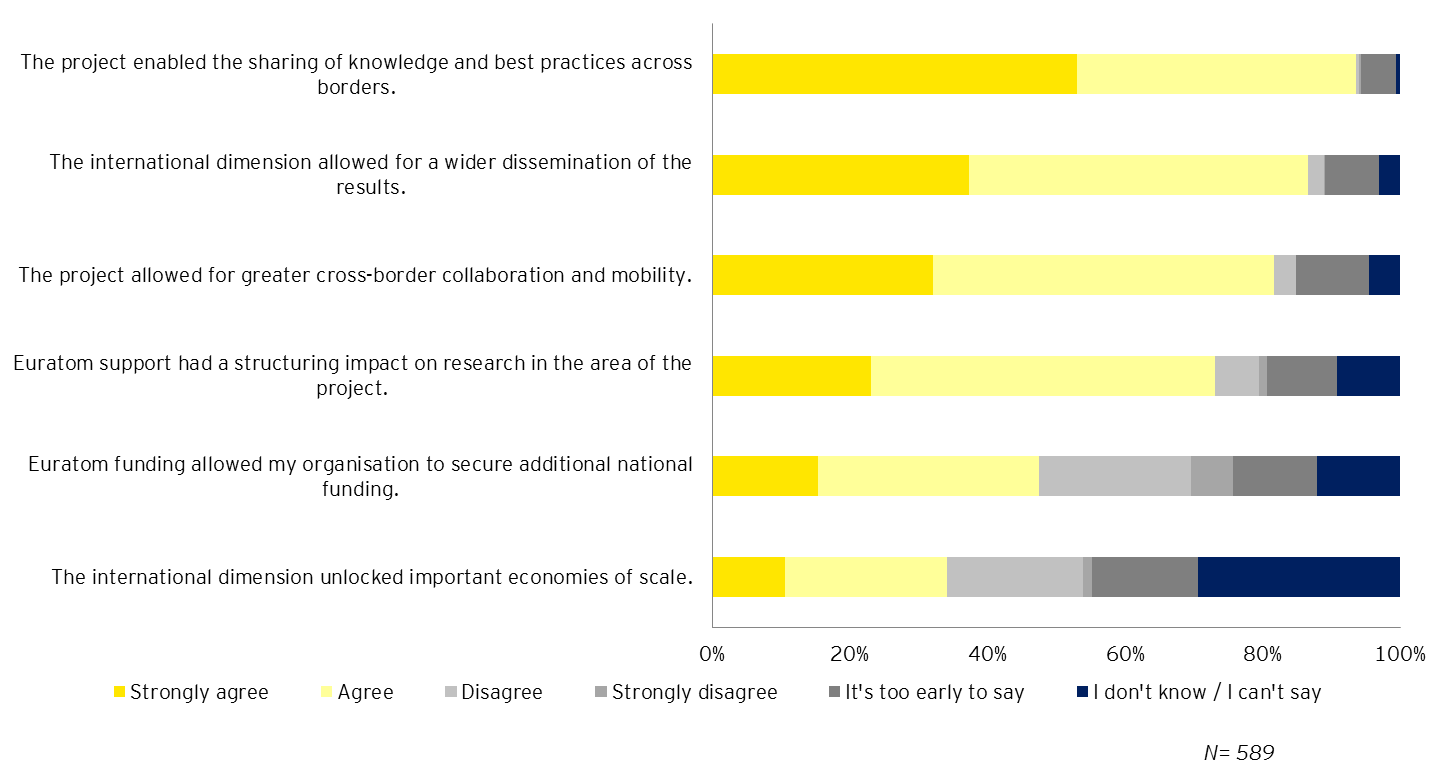 The project enabled the sharing of knowledge and best practices across
borders.
The international dimension allowed for a wider dissemination of the
results.
The project allowed for greater cross-border collaboration and mobility.
Euratom support had a structuring impact on research in the area of the
project.
Euratom funding allowed my organisation to secure additional national
funding.
The international dimension unlocked important economies of scale.
0% 20% 40% 60% 80% 100%
Strongly agree Agree Disagree Strongly disagree It's too early to say I don't know / I can't say
N= 589